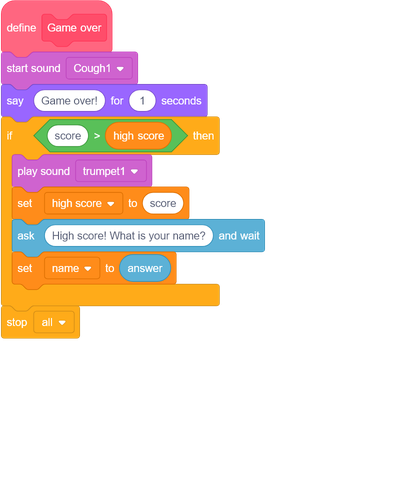 define Game over
start sound Cough1
say Game over! for 1 seconds
if score > high score then
play sound trumpet1
set high score to score
ask High score! What is your name? and wait
set name to answer
stop all